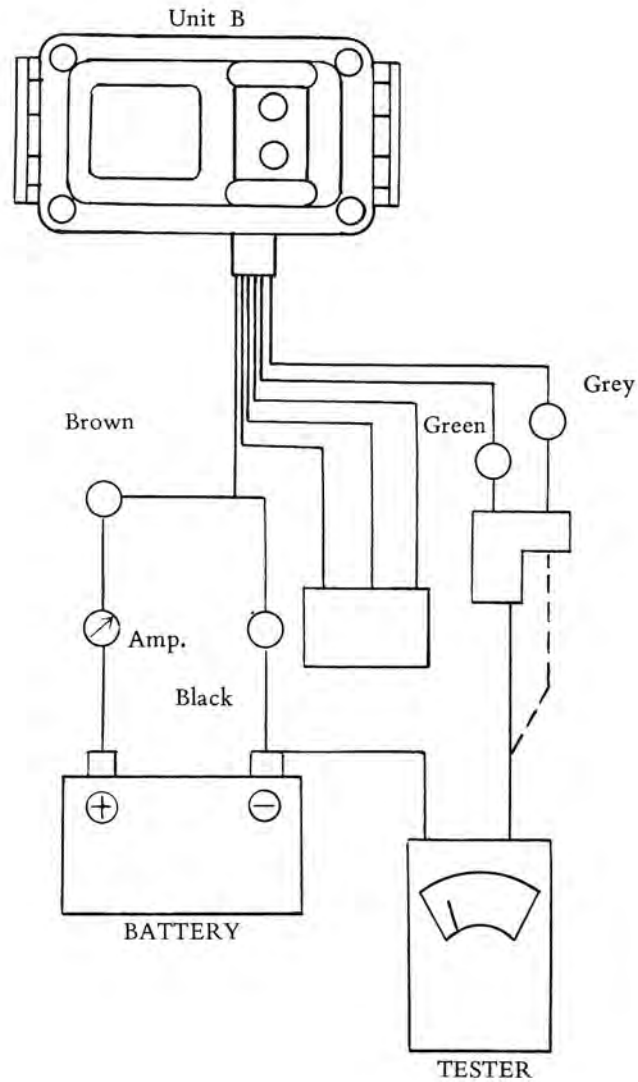 Unit B
Grey
Brown
Green
Amp.
Black
+
−
BATTERY
TESTER